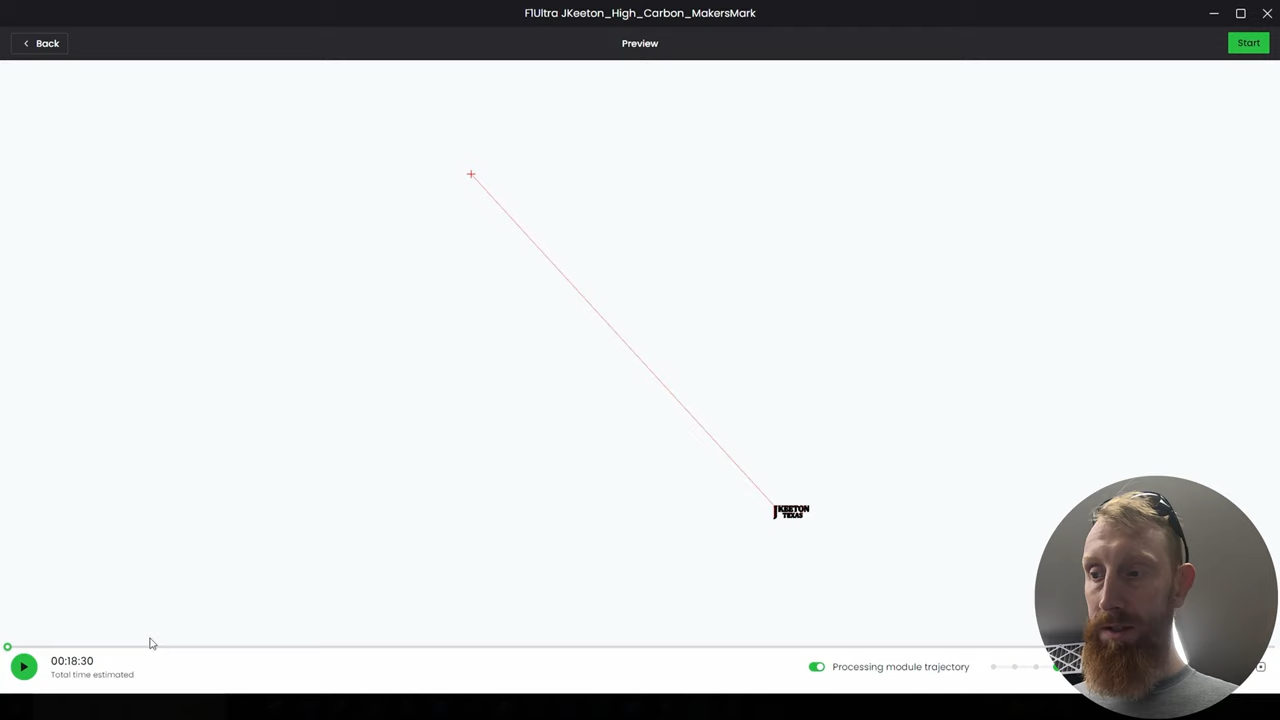 F1Ultra JKeeton_High_Carbon_MakersMark
Back
Preview
Start
JKEETON
TEXAS
00:18:30
Total time estimated
Processing module trajectory